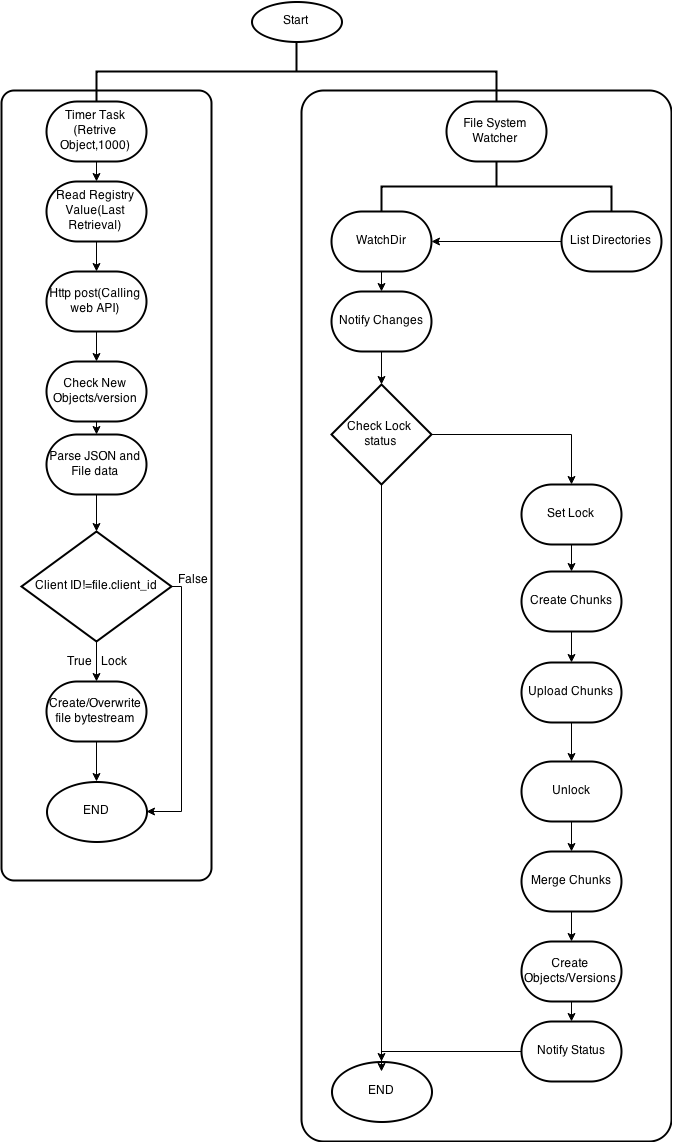 Start
Timer Task
(Retrive
Object,1000)
Read Registry
Value(Last
Retrieval)
Http post(Calling
web API)
Check New
Objects/version
Parse JSON and
File data
Client ID!=file.client_id
False
True
Lock
Create/Overwrite
file bytestream
END
File System
Watcher
WatchDir
List Directories
Notify Changes
Check Lock
status
Set Lock
Create Chunks
Upload Chunks
Unlock
Merge Chunks
Create
Objects/Versions
Notify Status
END